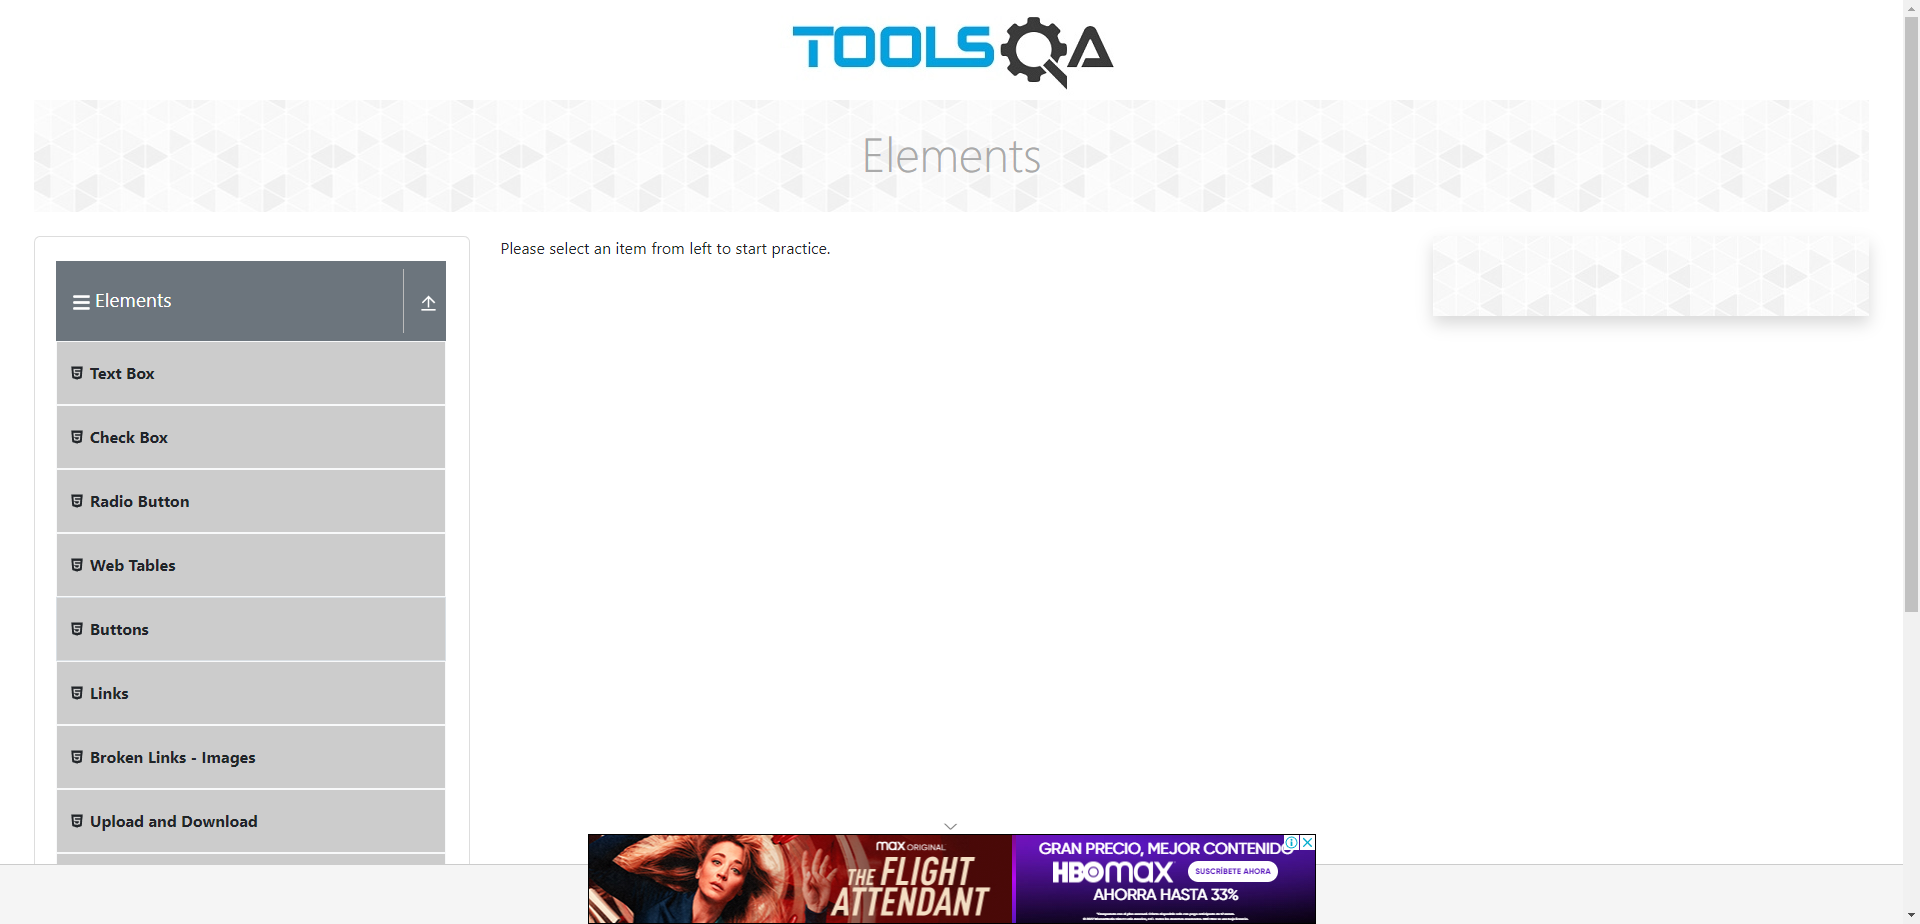 TOOLSQA
Elements
Elements
Please select an item from left to start practice.
Text Box
Check Box
Radio Button
Web Tables
Buttons
Links
Broken Links - Images
Upload and Download
max ORIGINAL
THE FLIGHT
ATTENDANT
GRAN PRECIO, MEJOR CONTENIDO
HBOmax
SUSCRÍBETE AHORA
AHORRA HASTA 33%